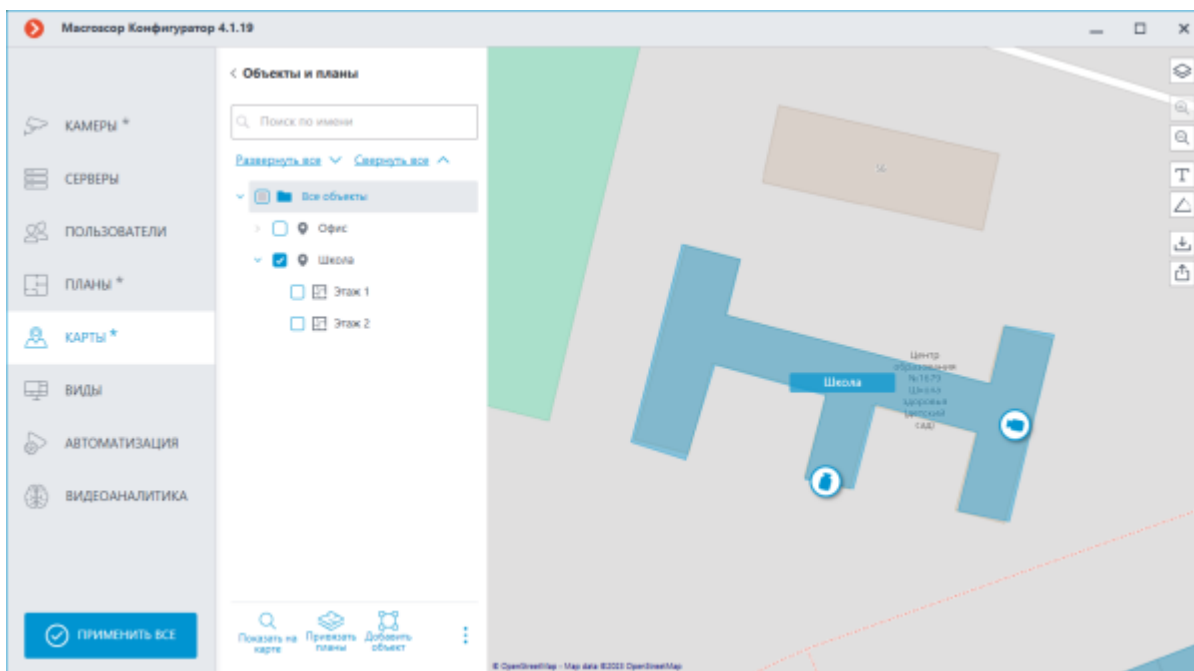 Macroscop Конфигуратор 4.1.19
Объекты и планы
КАМЕРЫ *
Поиск по имени
Развернуть все
Свернуть все
СЕРВЕРЫ
Все объекты
ПОЛЬЗОВАТЕЛИ
Офис
Школа
ПЛАНЫ *
Этаж 1
Этаж 2
КАРТЫ *
ВИДЫ
АВТОМАТИЗАЦИЯ
ВИДЕОАНАЛИТИКА
ПРИМЕНИТЬ ВСЕ
Показать на
карте
Привязать
планы
Добавить
объект
T
Школа
Центр
образования
№1679
Школа
здоровья
(детский
сад)
© OpenStreetMap - Map data ©2023 OpenStreetMap